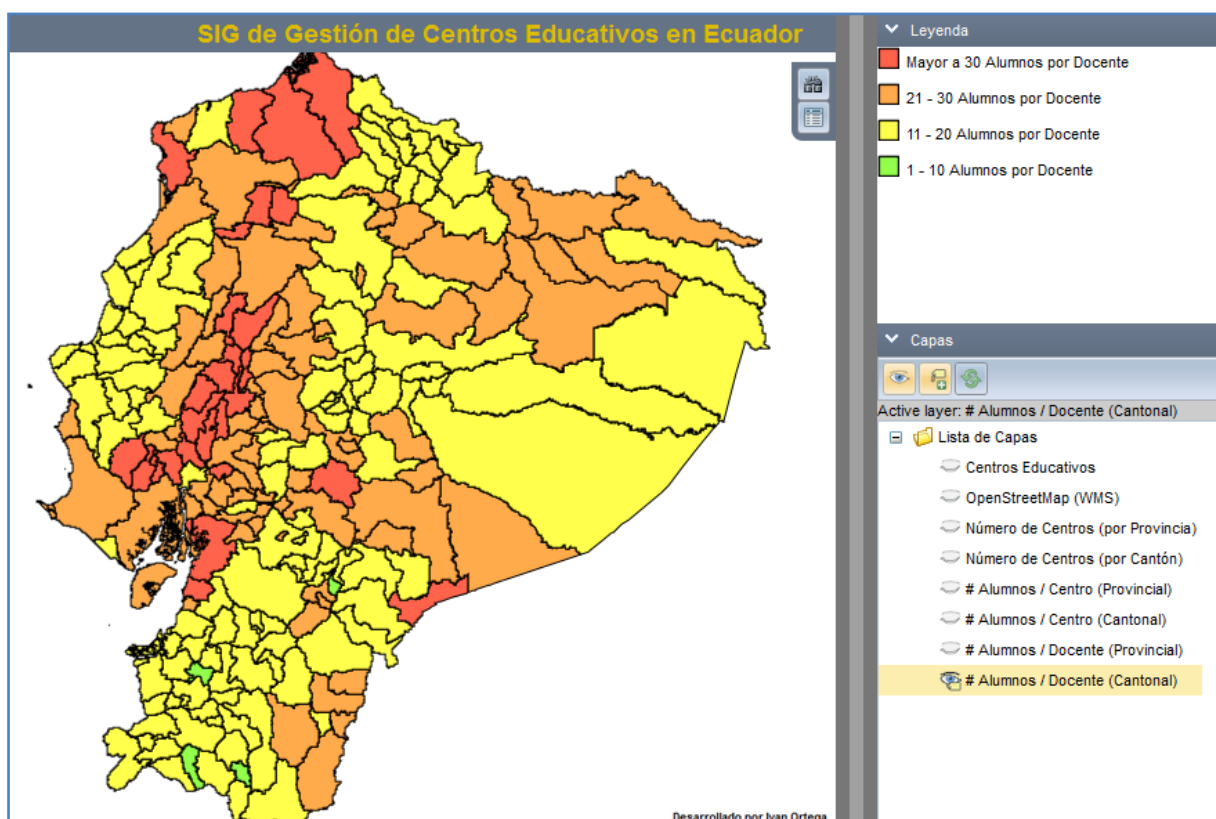 SIG de Gestión de Centros Educativos en Ecuador
Leyenda
Mayor a 30 Alumnos por Docente
21 - 30 Alumnos por Docente
11 - 20 Alumnos por Docente
1 - 10 Alumnos por Docente
Capas
Active layer: # Alumnos / Docente (Cantonal)
Lista de Capas
Centros Educativos
OpenStreetMap (WMS)
Número de Centros (por Provincia)
Número de Centros (por Cantón)
# Alumnos / Centro (Provincial)
# Alumnos / Centro (Cantonal)
# Alumnos / Docente (Provincial)
# Alumnos / Docente (Cantonal)
Desarrollado por Ivan Ortega